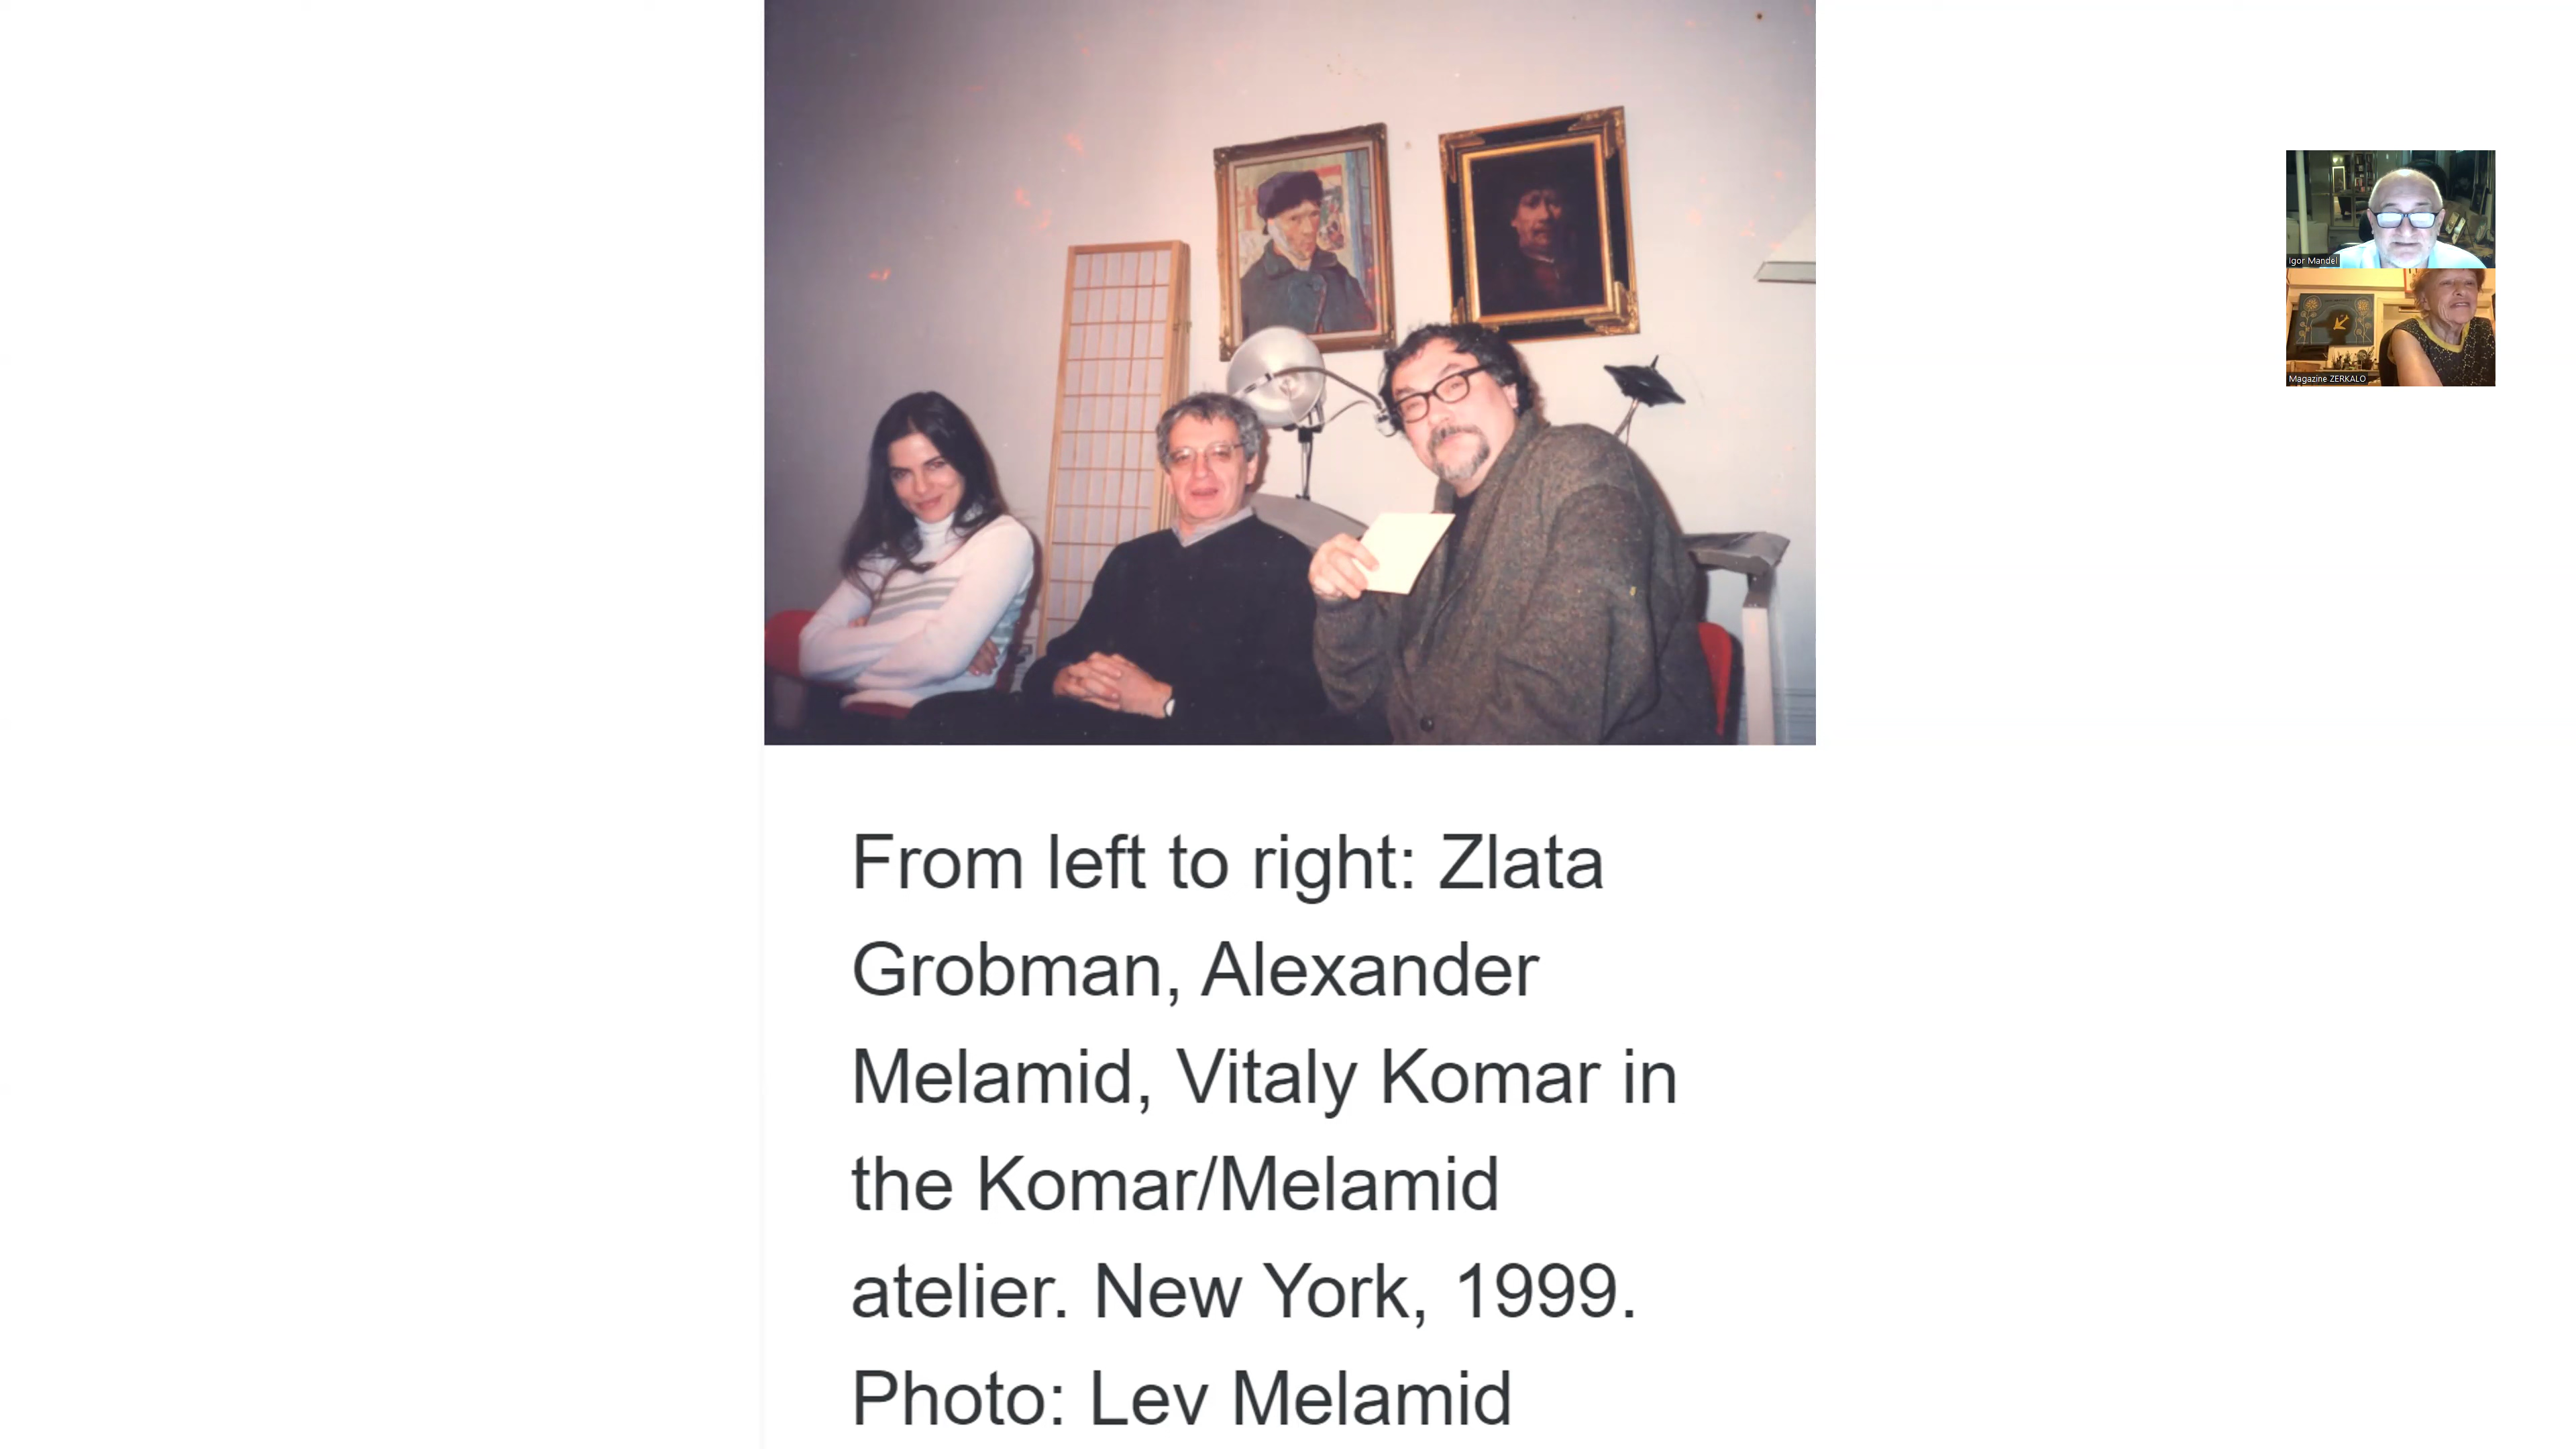 Igor Mandel
Magazine ZERKALO
From left to right: Zlata
Grobman, Alexander
Melamid, Vitaly Komar in
the Komar/Melamid
atelier. New York, 1999.
Photo: Lev Melamid